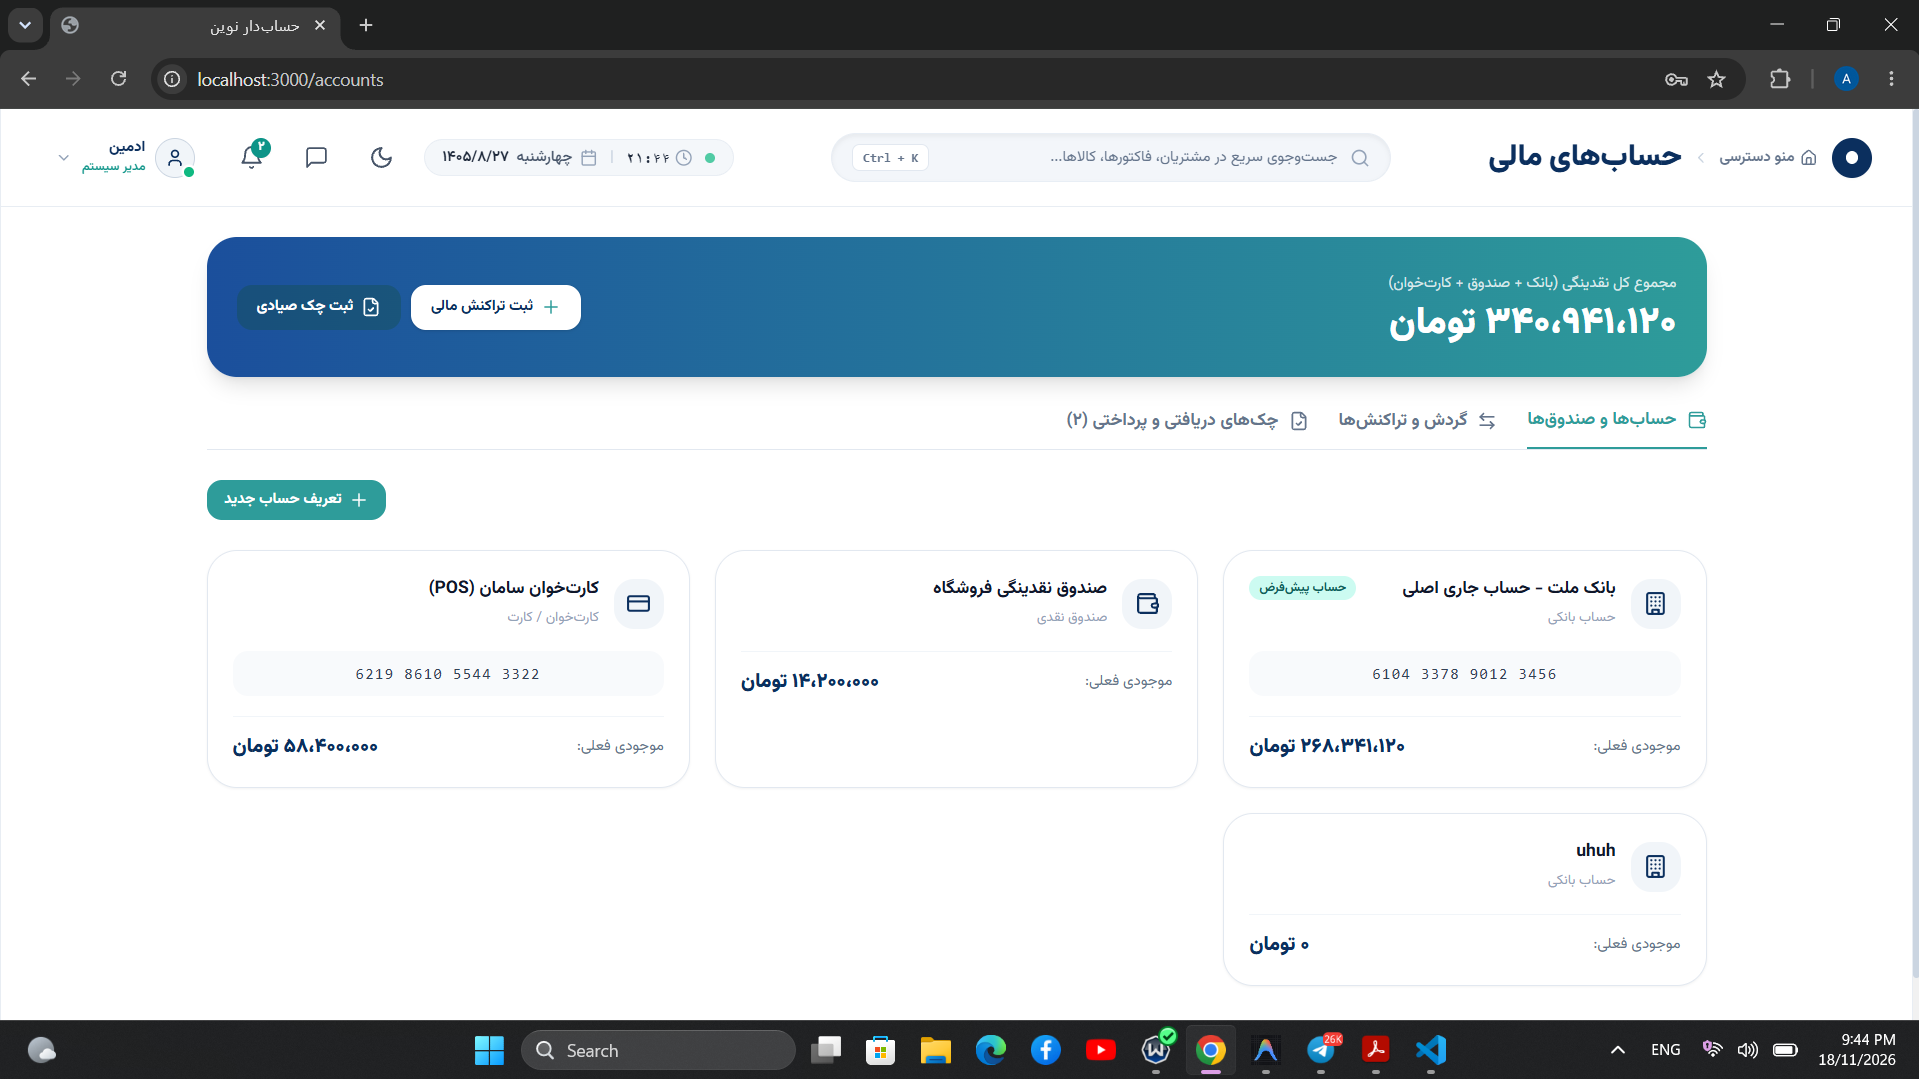 حساب‌دار نوین
localhost:3000/accounts
A
منو دسترسی
حساب‌های مالی
جست‌وجوی سریع در مشتریان، فاکتورها، کالاها...
Ctrl + K
۲۱:۴۴
چهارشنبه ۱۴۰۵/۸/۲۷
۲
ادمین
مدیر سیستم
مجموع کل نقدینگی (بانک + صندوق + کارت‌خوان)
۳۴۰،۹۴۱،۱۲۰ تومان
ثبت تراکنش مالی
ثبت چک صیادی
حساب‌ها و صندوق‌ها
گردش و تراکنش‌ها
چک‌های دریافتی و پرداختی (۲)
تعریف حساب جدید
بانک ملت - حساب جاری اصلی
حساب پیش‌فرض
حساب بانکی
6104 3378 9012 3456
موجودی فعلی:
۲۶۸،۳۴۱،۱۲۰ تومان
صندوق نقدینگی فروشگاه
صندوق نقدی
موجودی فعلی:
۱۴،۲۰۰،۰۰۰ تومان
کارت‌خوان سامان (POS)
کارت‌خوان / کارت
6219 8610 5544 3322
موجودی فعلی:
۵۸،۴۰۰،۰۰۰ تومان
uhuh
حساب بانکی
موجودی فعلی:
۰ تومان
Search
26K
ENG
9:44 PM
18/11/2026